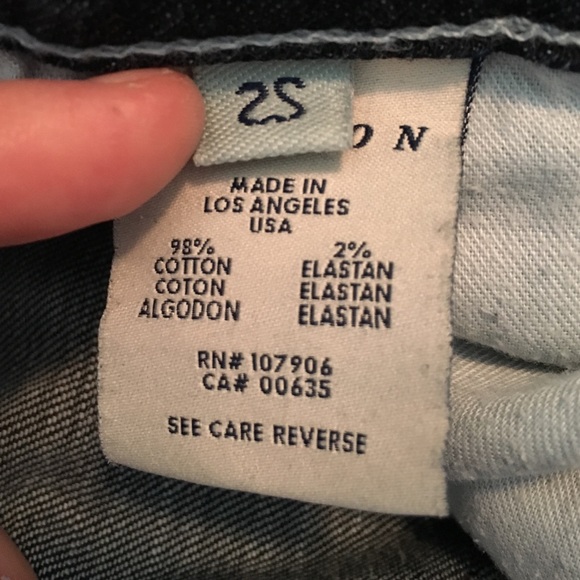 25
O N
MADE IN
LOS ANGELES
USA
98% 2%
COTTON ELASTAN
COTON ELASTAN
ALGODON ELASTAN
RN# 107906
CA# 00635
SEE CARE REVERSE